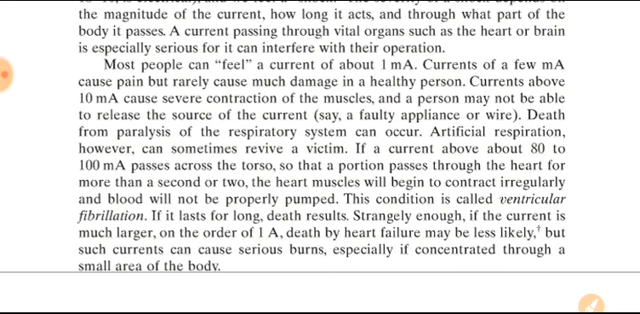 the magnitude of the current, how long it acts, and through what part of the
body it passes. A current passing through vital organs such as the heart or brain
is especially serious for it can interfere with their operation.
Most people can “feel” a current of about 1 mA. Currents of a few mA
cause pain but rarely cause much damage in a healthy person. Currents above
10 mA cause severe contraction of the muscles, and a person may not be able
to release the source of the current (say, a faulty appliance or wire). Death
from paralysis of the respiratory system can occur. Artificial respiration,
however, can sometimes revive a victim. If a current above about 80 to
100 mA passes across the torso, so that a portion passes through the heart for
more than a second or two, the heart muscles will begin to contract irregularly
and blood will not be properly pumped. This condition is called ventricular
fibrillation. If it lasts for long, death results. Strangely enough, if the current is
much larger, on the order of 1 A, death by heart failure may be less likely,† but
such currents can cause serious burns, especially if concentrated through a
small area of the body.